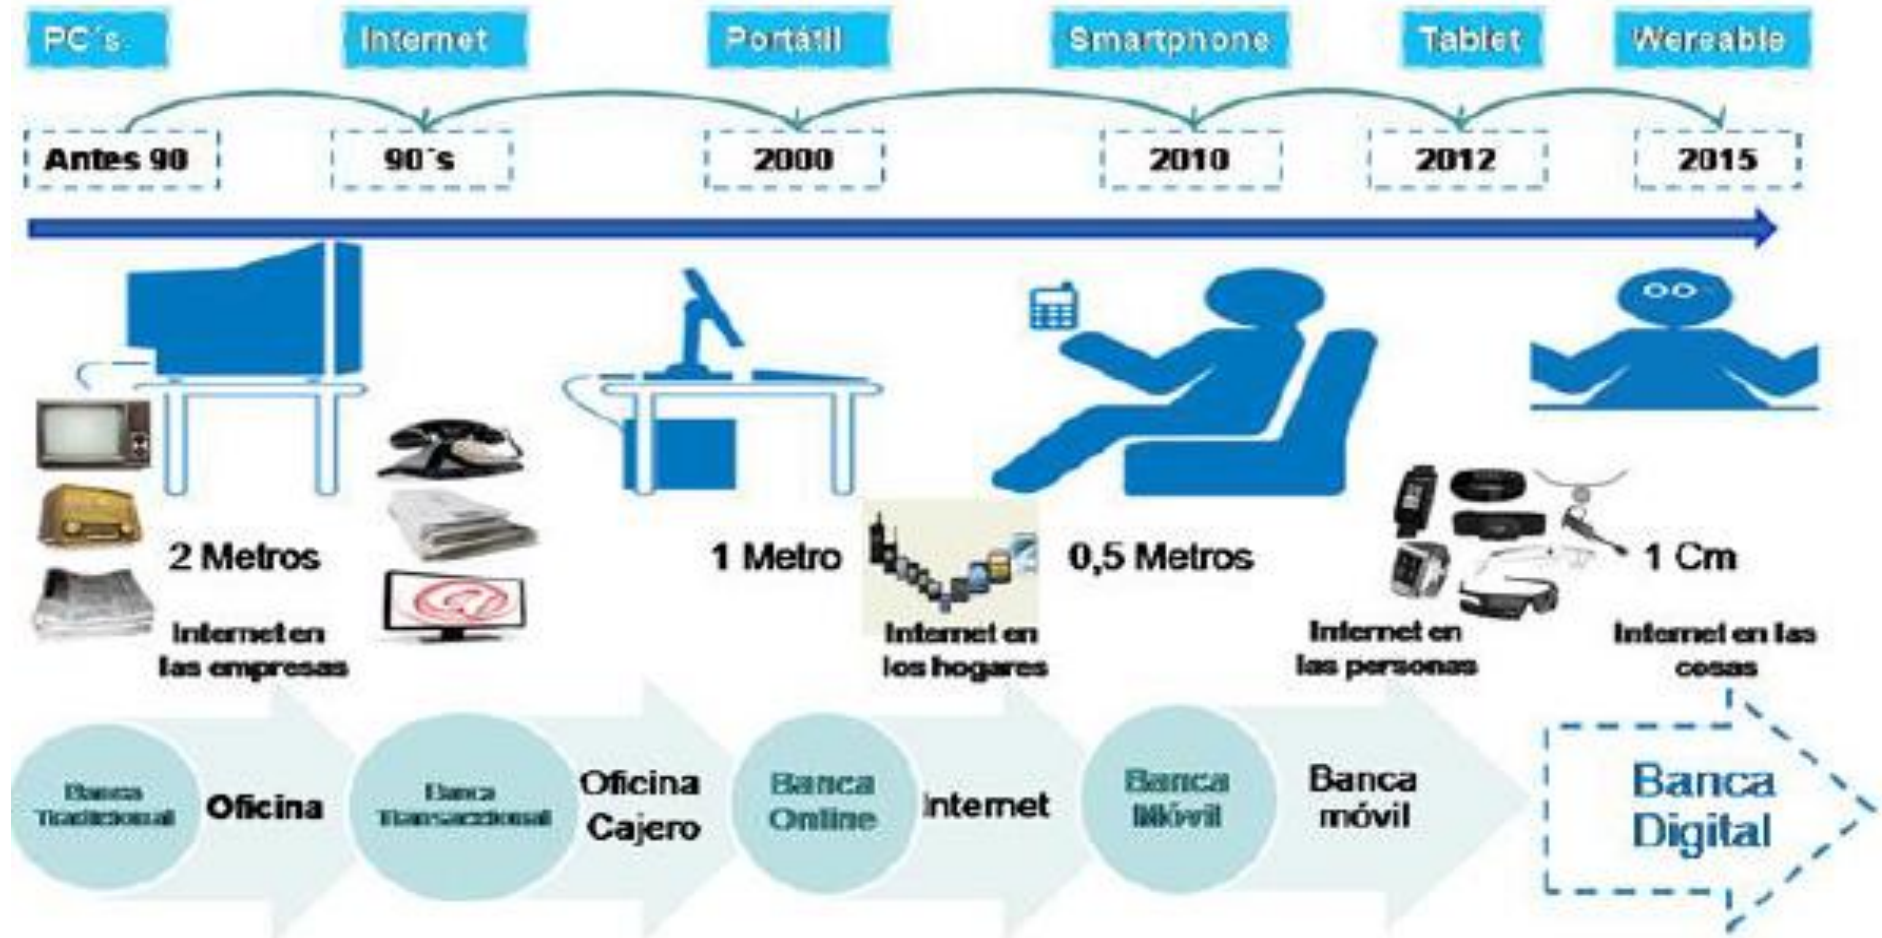 PC´s
Internet
Portátil
Smartphone
Tablet
Wereable
Antes 90
90´s
2000
2010
2012
2015
2 Metros
1 Metro
0,5 Metros
1 Cm
Internet en
las empresas
Internet en
los hogares
Internet en
las personas
Internet en las
cosas
Banca
Tradicional
Oficina
Banca
Transaccional
Oficina
Cajero
Banca
Online
Internet
Banca
Móvil
Banca
móvil
Banca
Digital